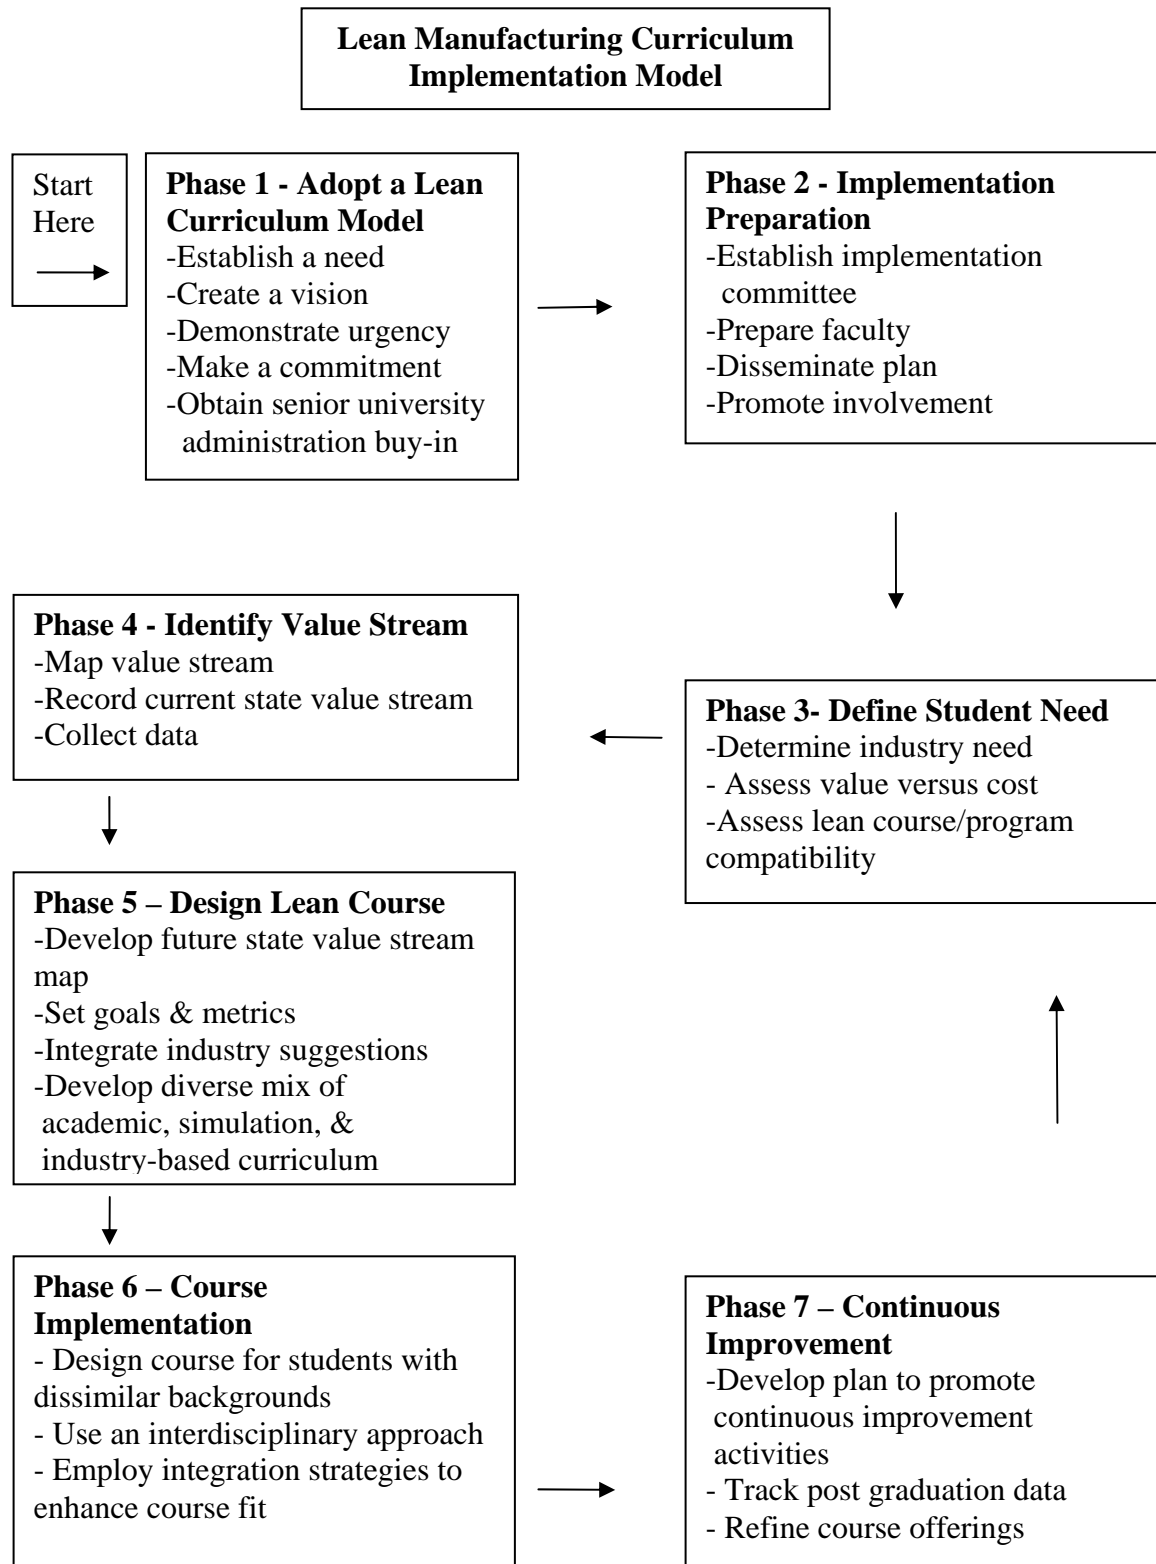 Lean Manufacturing Curriculum
Implementation Model
Start
Here
Phase 1 - Adopt a Lean
Curriculum Model
-Establish a need
-Create a vision
-Demonstrate urgency
-Make a commitment
-Obtain senior university
administration buy-in
Phase 2 - Implementation
Preparation
-Establish implementation
committee
-Prepare faculty
-Disseminate plan
-Promote involvement
Phase 3- Define Student Need
-Determine industry need
- Assess value versus cost
-Assess lean course/program
compatibility
Phase 4 - Identify Value Stream
-Map value stream
-Record current state value stream
-Collect data
Phase 5 – Design Lean Course
-Develop future state value stream
map
-Set goals & metrics
-Integrate industry suggestions
-Develop diverse mix of
academic, simulation, &
industry-based curriculum
Phase 6 – Course
Implementation
- Design course for students with
dissimilar backgrounds
- Use an interdisciplinary approach
- Employ integration strategies to
enhance course fit
Phase 7 – Continuous
Improvement
-Develop plan to promote
continuous improvement
activities
- Track post graduation data
- Refine course offerings